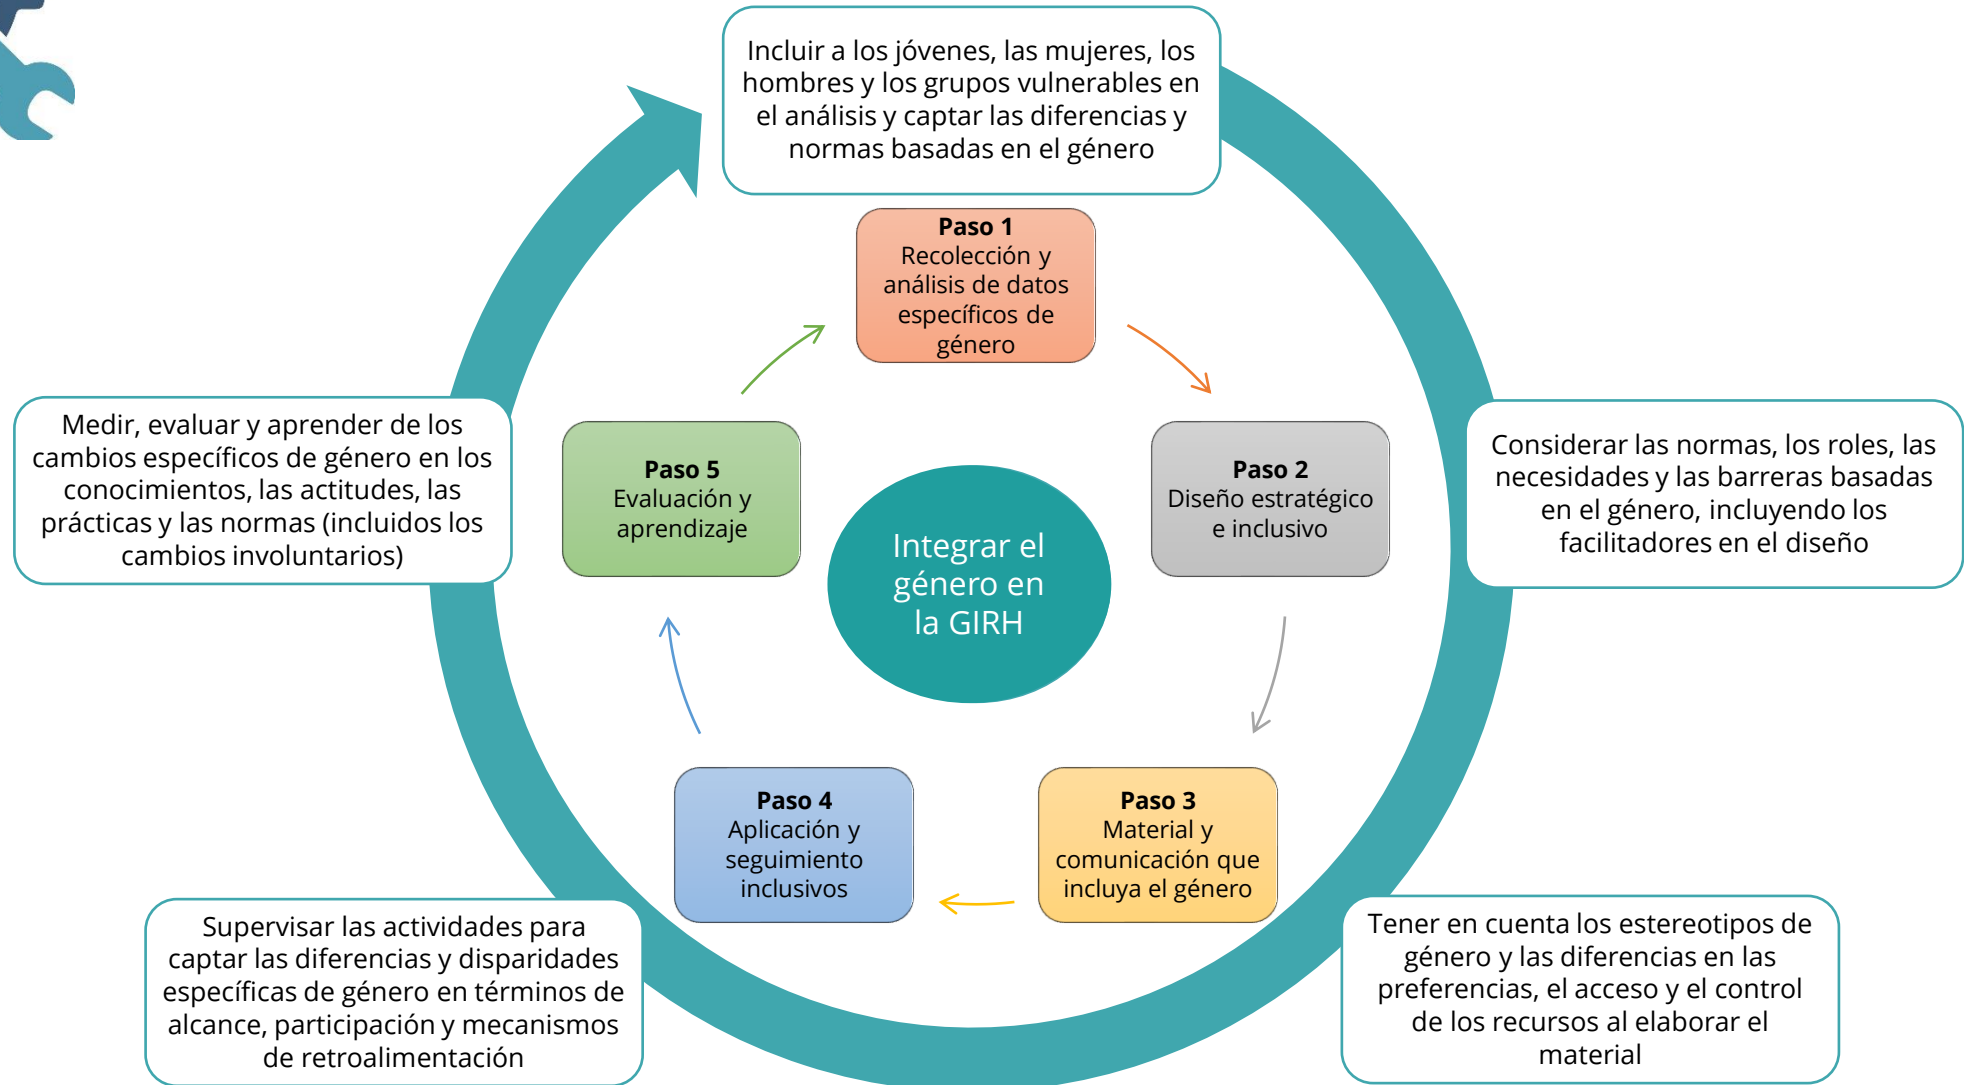 Incluir a los jóvenes, las mujeres, los
hombres y los grupos vulnerables en
el análisis y captar las diferencias y
normas basadas en el género
Paso 1
Recolección y
análisis de datos
específicos de
género
Medir, evaluar y aprender de los
cambios específicos de género en los
conocimientos, las actitudes, las
prácticas y las normas (incluidos los
cambios involuntarios)
Paso 5
Evaluación y
aprendizaje
Integrar el
género en
la GIRH
Paso 2
Diseño estratégico
e inclusivo
Considerar las normas, los roles, las
necesidades y las barreras basadas
en el género, incluyendo los
facilitadores en el diseño
Paso 4
Aplicación y
seguimiento
inclusivos
Paso 3
Material y
comunicación que
incluya el género
Supervisar las actividades para
captar las diferencias y disparidades
específicas de género en términos de
alcance, participación y mecanismos
de retroalimentación
Tener en cuenta los estereotipos de
género y las diferencias en las
preferencias, el acceso y el control
de los recursos al elaborar el
material